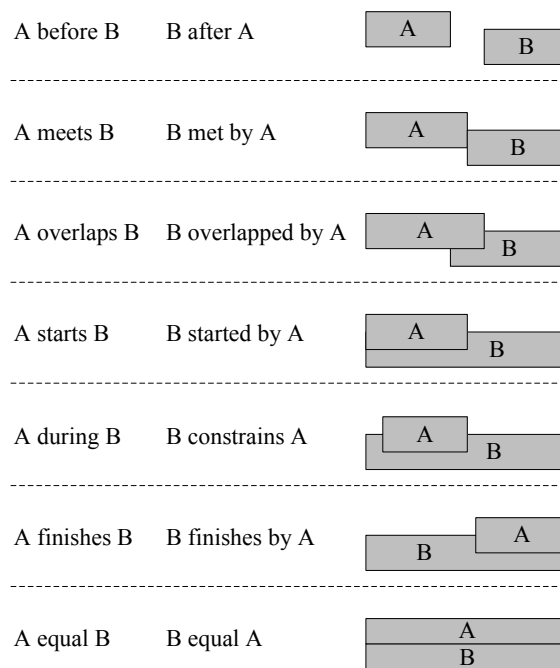 A before B B after A A B
A meets B B met by A A B
A overlaps B B overlapped by A A B
A starts B B started by A A B
A during B B constrains A A B
A finishes B B finishes by A B A
A equal B B equal A A
B